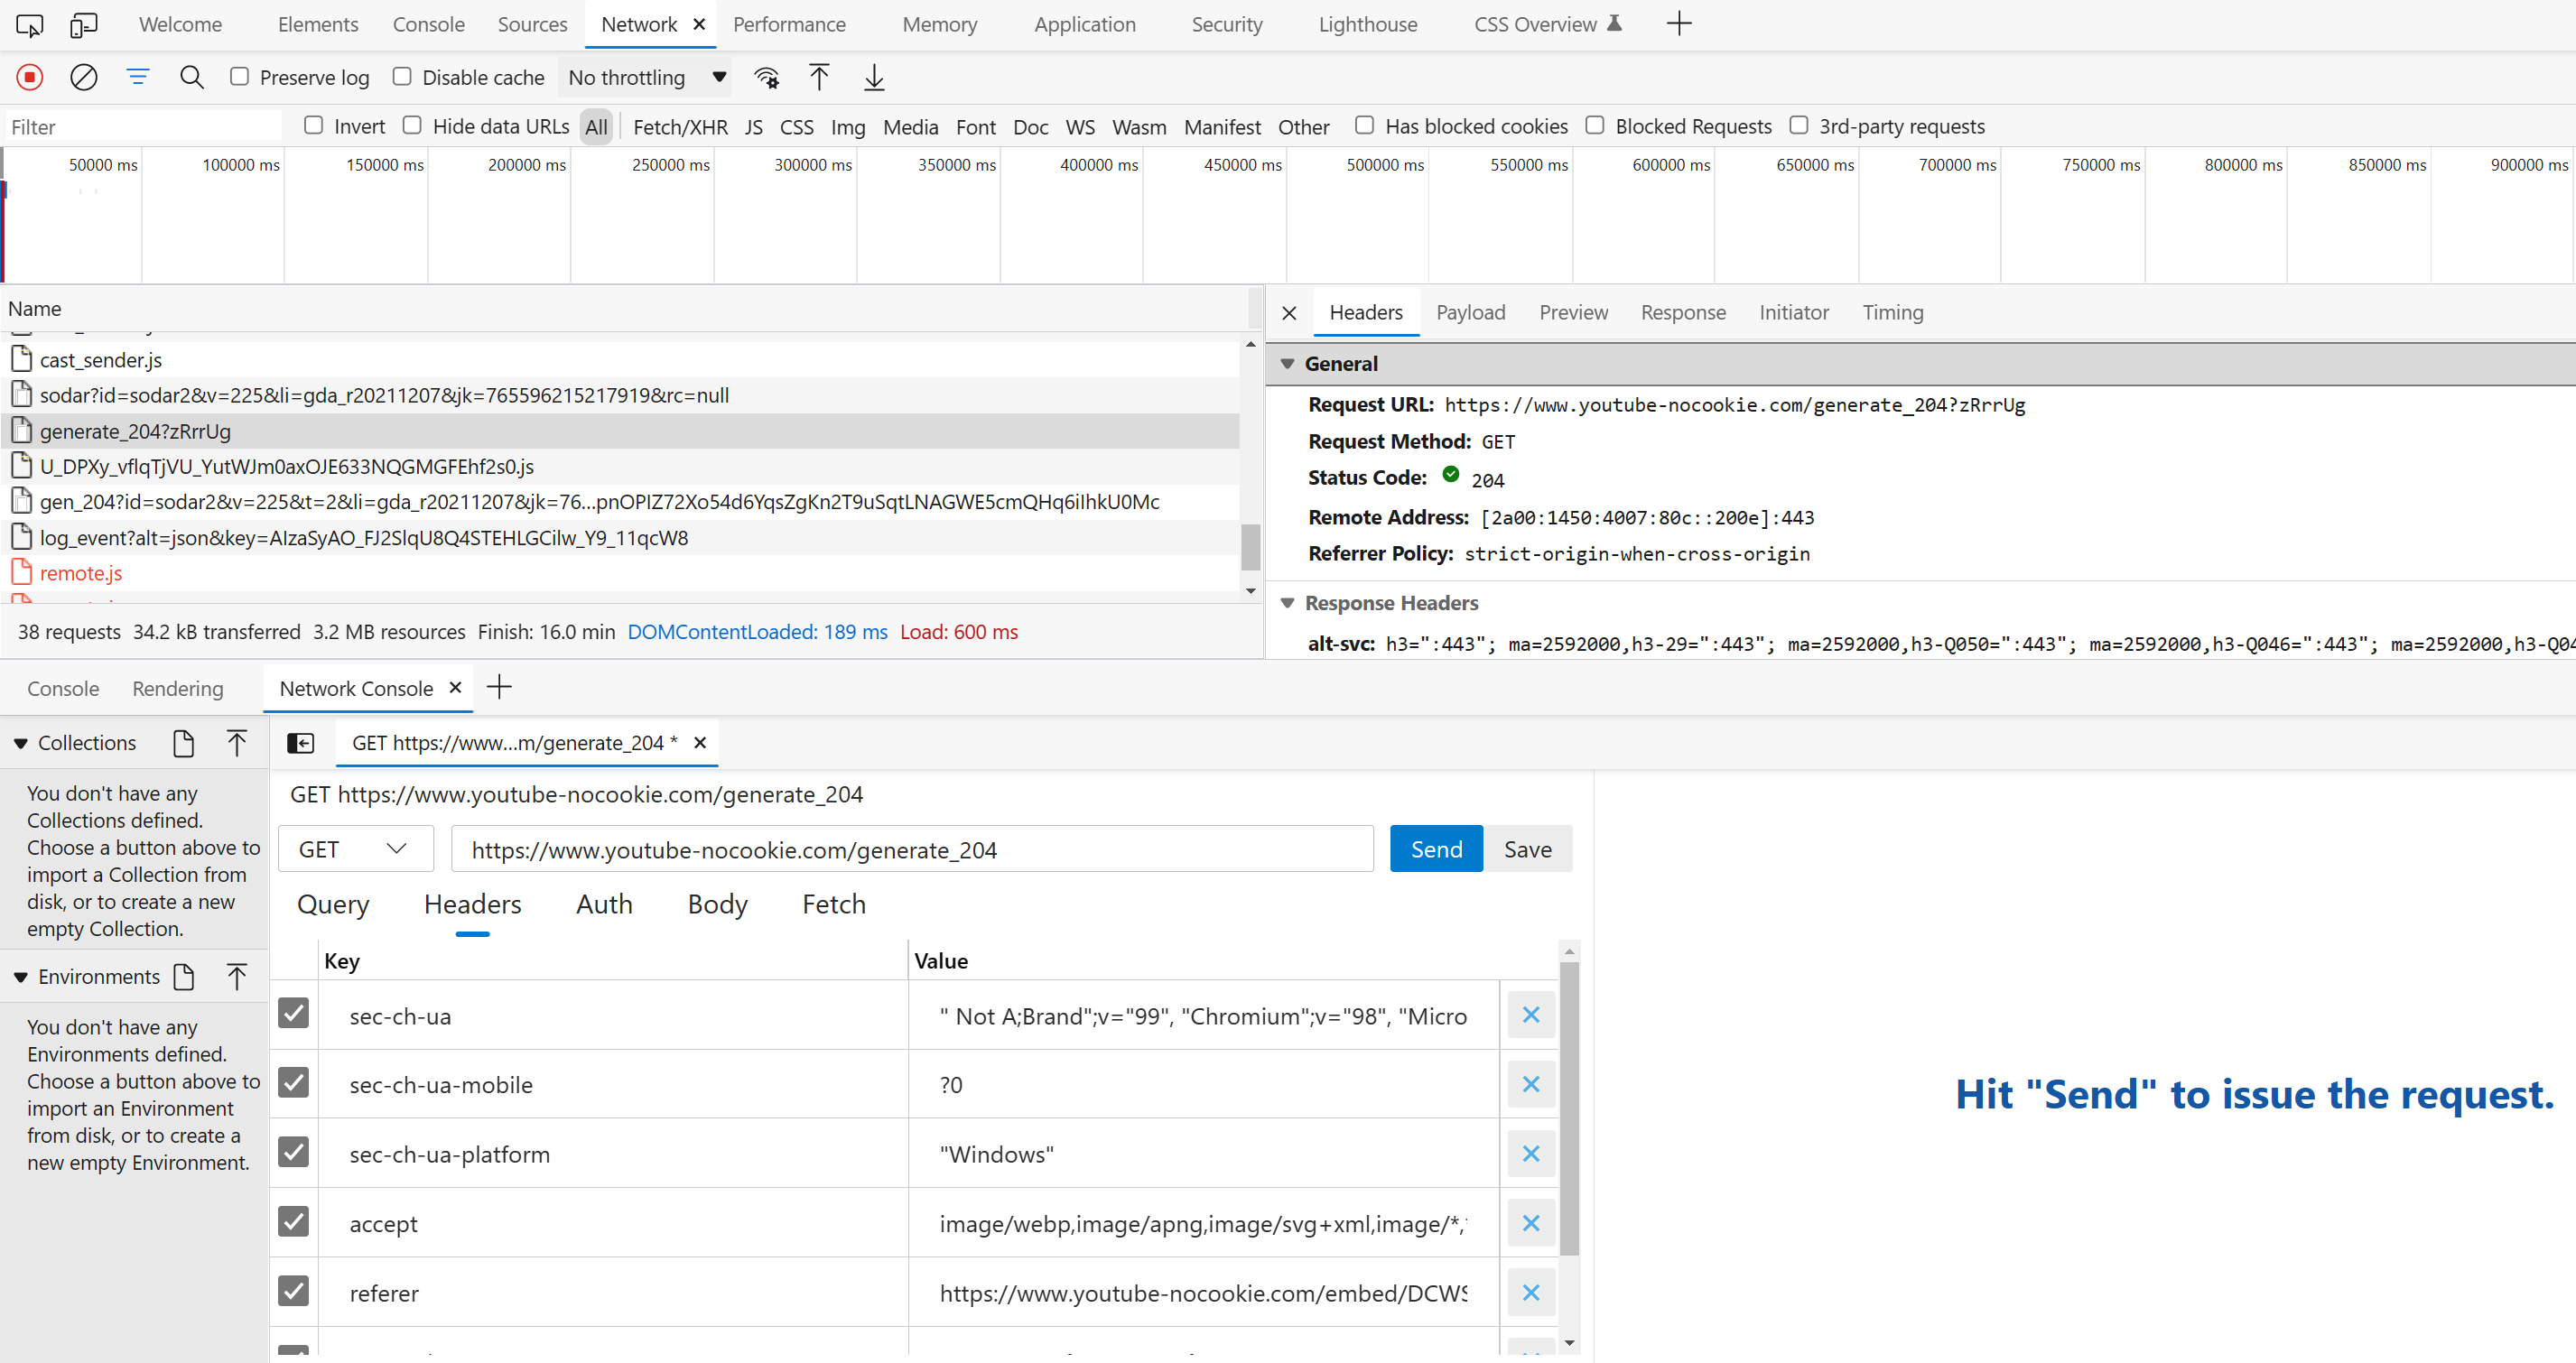 Welcome Elements Console Sources Network Performance Memory Application Security Lighthouse CSS Overview
Preserve log Disable cache No throttling
Filter Invert Hide data URLs All Fetch/XHR JS CSS Img Media Font Doc WS Wasm Manifest Other Has blocked cookies Blocked Requests 3rd-party requests
50000 ms 100000 ms 150000 ms 200000 ms 250000 ms 300000 ms 350000 ms 400000 ms 450000 ms 500000 ms 550000 ms 600000 ms 650000 ms 700000 ms 750000 ms 800000 ms 850000 ms 900000 ms
Name
cast_sender.js
sodar?id=sodar2&v=225&li=gda_r20211207&jk=765596215217919&rc=null
generate_204?zRrrUg
U_DPXy_vflqTjVU_YutWJm0axOJE633NQGMGFEhf2s0.js
gen_204?id=sodar2&v=225&t=2&li=gda_r20211207&jk=76...pnOPIZ72Xo54d6YqsZgKn2T9uSqtLNAGWE5cmQHq6iIhkU0Mc
log_event?alt=json&key=AIzaSyAO_FJ2SlqU8Q4STEHLGCilw_Y9_11qcW8
remote.js
38 requests 34.2 kB transferred 3.2 MB resources Finish: 16.0 min DOMContentLoaded: 189 ms Load: 600 ms
Headers Payload Preview Response Initiator Timing
General
Request URL: https://www.youtube-nocookie.com/generate_204?zRrrUg
Request Method: GET
Status Code: 204
Remote Address: [2a00:1450:4007:80c::200e]:443
Referrer Policy: strict-origin-when-cross-origin
Response Headers
alt-svc: h3=":443"; ma=2592000,h3-29=":443"; ma=2592000,h3-Q050=":443"; ma=2592000,h3-Q046=":443"; ma=2592000,h3-Q04
Console Rendering Network Console
Collections
You don't have any
Collections defined.
Choose a button above to
import a Collection from
disk, or to create a new
empty Collection.
Environments
You don't have any
Environments defined.
Choose a button above to
import an Environment
from disk, or to create a
new empty Environment.
GET https://www...m/generate_204 *
GET https://www.youtube-nocookie.com/generate_204
GET https://www.youtube-nocookie.com/generate_204 Send Save
Query Headers Auth Body Fetch
Key Value
sec-ch-ua " Not A;Brand";v="99", "Chromium";v="98", "Micro
sec-ch-ua-mobile ?0
sec-ch-ua-platform "Windows"
accept image/webp,image/apng,image/svg+xml,image/*,
referer https://www.youtube-nocookie.com/embed/DCWS
Hit "Send" to issue the request.